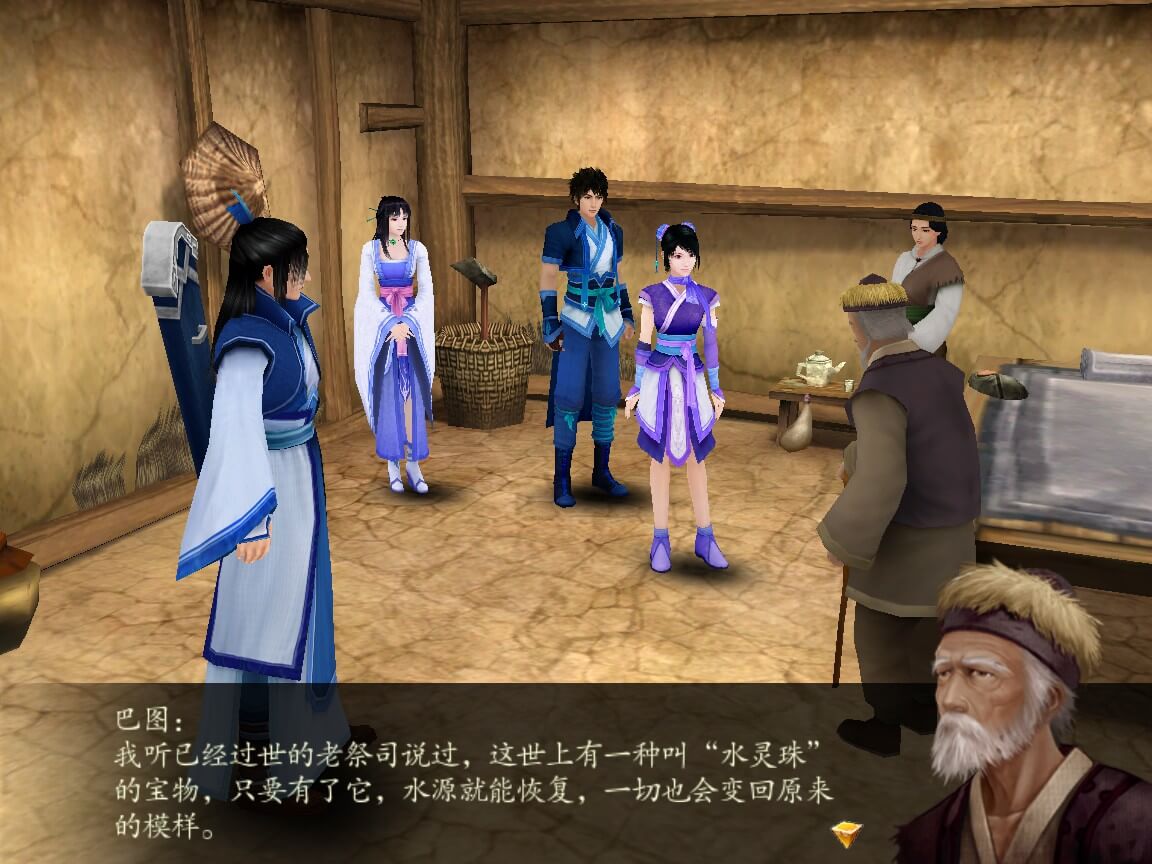 巴图：
我听已经过世的老祭司说过，这世上有一种叫“水灵珠”
的宝物，只要有了它，水源就能恢复，一切也会变回原来
的模样。